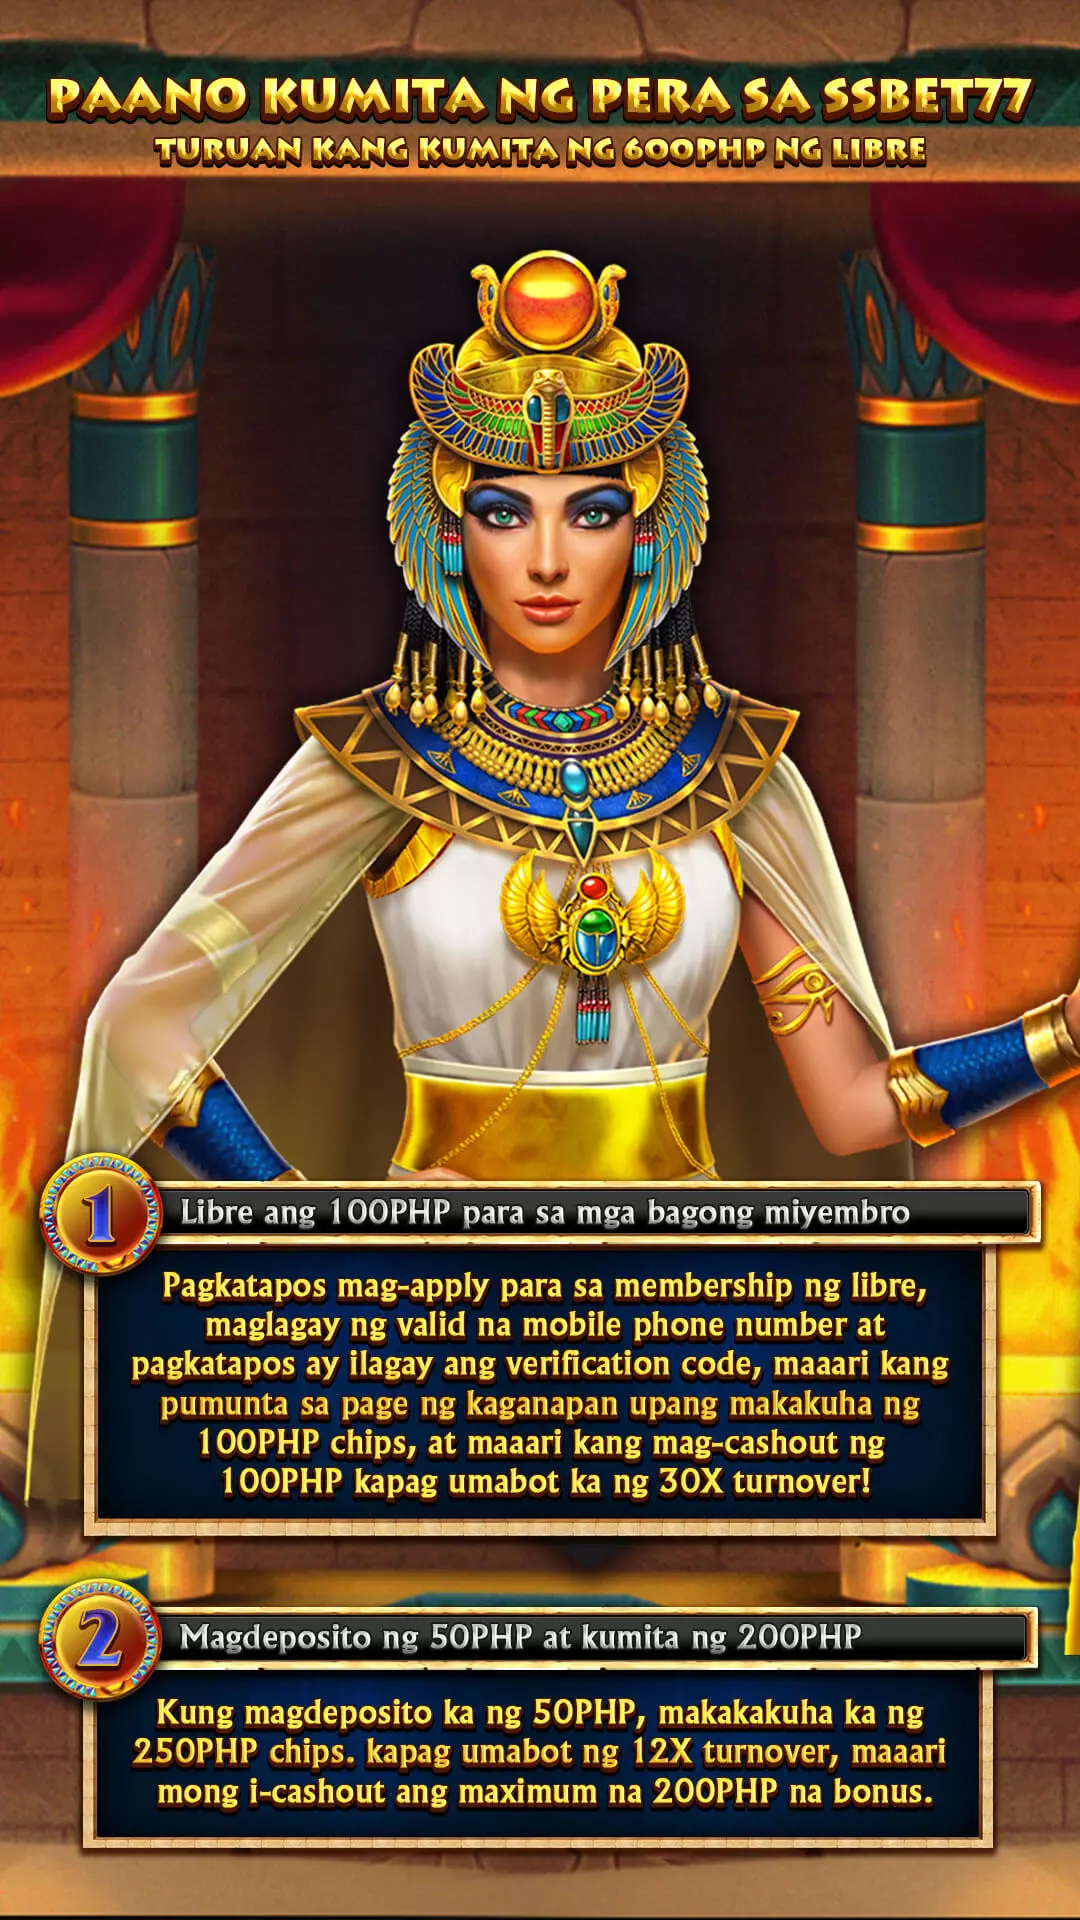 PAANO KUMITA NG PERA SA SSBET77
TURUAN KANG KUMITA NG 600PHP NG LIBRE
1
Libre ang 100PHP para sa mga bagong miyembro
Pagkatapos mag-apply para sa membership ng libre,
maglagay ng valid na mobile phone number at
pagkatapos ay ilagay ang verification code, maaari kang
pumunta sa page ng kaganapan upang makakuha ng
100PHP chips, at maaari kang mag-cashout ng
100PHP kapag umabot ka ng 30X turnover!
2
Magdeposito ng 50PHP at kumita ng 200PHP
Kung magdeposito ka ng 50PHP, makakakuha ka ng
250PHP chips. kapag umabot ng 12X turnover, maaari
mong i-cashout ang maximum na 200PHP na bonus.